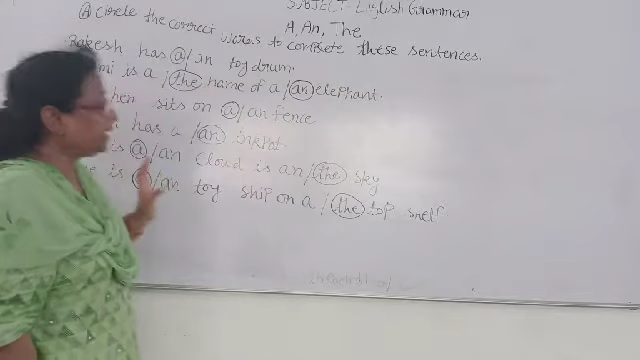 SUBJECT English Grammar
A, An, The
(A) Circle the correct words to complete these sentences.
Rakesh has a / an toy drum.
is a / the name of a / an elephant.
hen sits on a / an fence
has a / an inkpot
is a / an cloud is an / the sky
is a / an toy ship on a / the top shelf